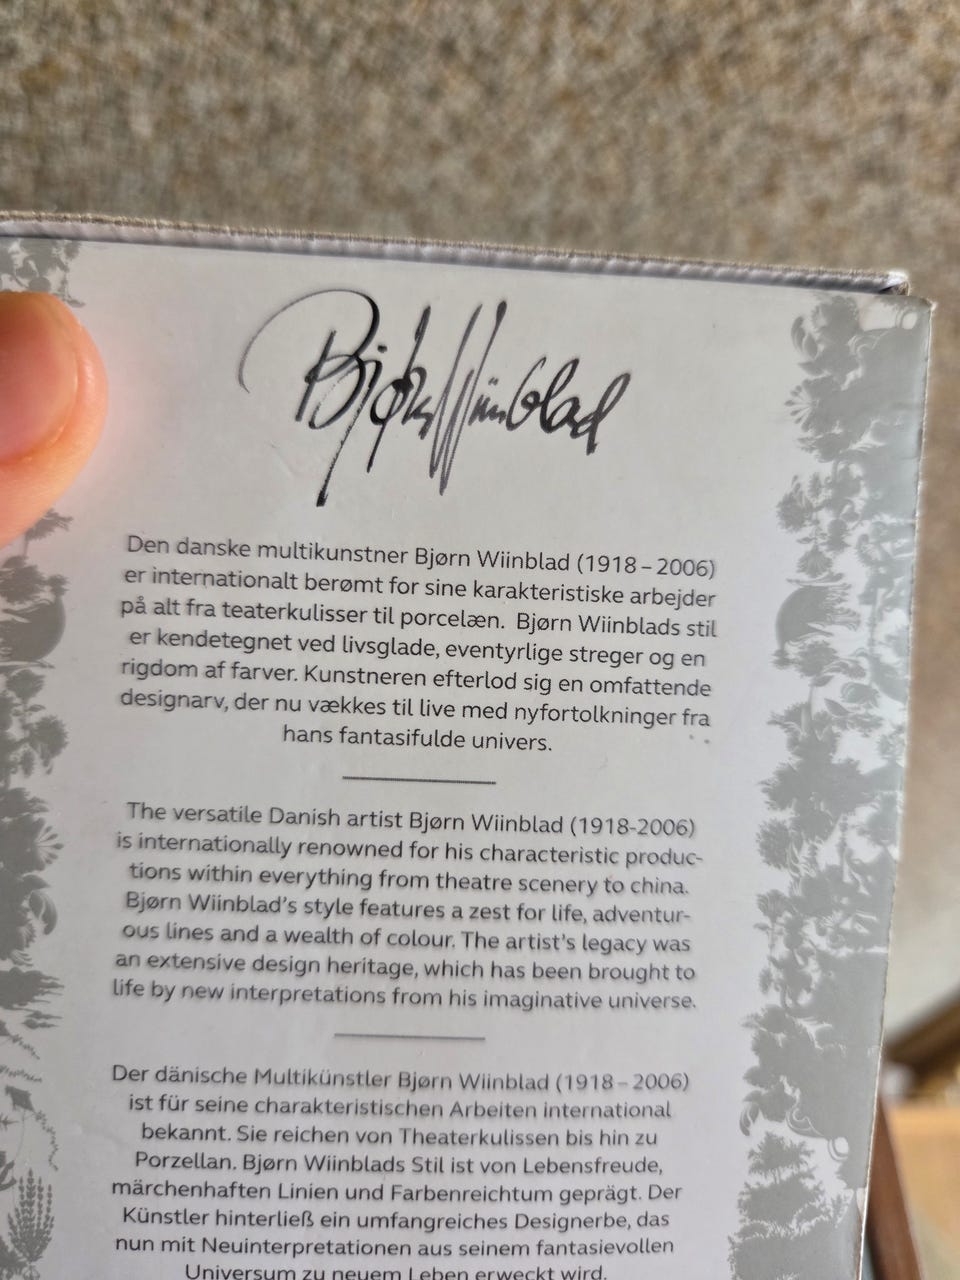 Bjørn Wiinblad
Den danske multikunstner Bjørn Wiinblad (1918–2006)
er internationalt berømt for sine karakteristiske arbejder
på alt fra teaterkulisser til porcelæn. Bjørn Wiinblads stil
er kendetegnet ved livsglade, eventyrlige streger og en
rigdom af farver. Kunstneren efterlod sig en omfattende
designarv, der nu vækkes til live med nyfortolkninger fra
hans fantasifulde univers.
The versatile Danish artist Bjørn Wiinblad (1918-2006)
is internationally renowned for his characteristic produc-
tions within everything from theatre scenery to china.
Bjørn Wiinblad's style features a zest for life, adventur-
ous lines and a wealth of colour. The artist's legacy was
an extensive design heritage, which has been brought to
life by new interpretations from his imaginative universe.
Der dänische Multikünstler Bjørn Wiinblad (1918–2006)
ist für seine charakteristischen Arbeiten international
bekannt. Sie reichen von Theaterkulissen bis hin zu
Porzellan. Bjørn Wiinblads Stil ist von Lebensfreude,
märchenhaften Linien und Farbenreichtum geprägt. Der
Künstler hinterließ ein umfangreiches Designerbe, das
nun mit Neuinterpretationen aus seinem fantasievollen
Universum zu neuem Leben erweckt wird.